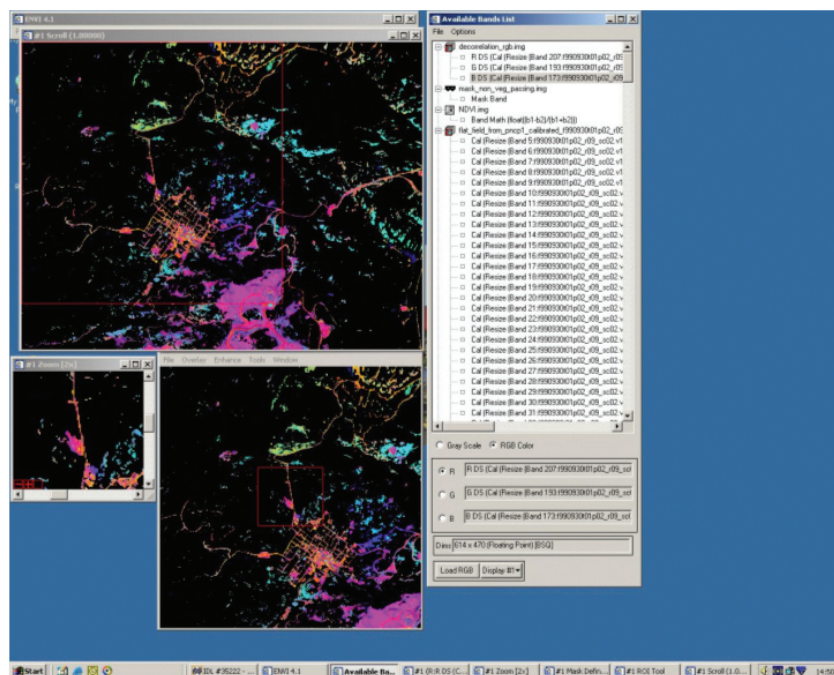 ENVI 4.1
#1 Scroll (1.00000)
#1 Zoom [2x]
File Overlay Enhance Tools Window
Available Bands List
File Options
decorrelation_rgb.img
R DS (Cal (Resize (Band 207:f990930t01p02_r09
G DS (Cal (Resize (Band 193:f990930t01p02_r09
B DS (Cal (Resize (Band 173:f990930t01p02_r09
mask_non_veg_passing.img
Mask Band
NDVI.img
Band Math (float((b1-b2)/(b1+b2)))
flat_field_from_pncp1_calibrated_f990930t01p02_r09
Cal (Resize (Band 5:f990930t01p02_r09_sc02.v1
Cal (Resize (Band 6:f990930t01p02_r09_sc02.v1
Cal (Resize (Band 7:f990930t01p02_r09_sc02.v1
Cal (Resize (Band 8:f990930t01p02_r09_sc02.v1
Cal (Resize (Band 9:f990930t01p02_r09_sc02.v1
Cal (Resize (Band 10:f990930t01p02_r09_sc02.v
Cal (Resize (Band 11:f990930t01p02_r09_sc02.v
Cal (Resize (Band 12:f990930t01p02_r09_sc02.v
Cal (Resize (Band 13:f990930t01p02_r09_sc02.v
Cal (Resize (Band 14:f990930t01p02_r09_sc02.v
Cal (Resize (Band 15:f990930t01p02_r09_sc02.v
Cal (Resize (Band 16:f990930t01p02_r09_sc02.v
Cal (Resize (Band 17:f990930t01p02_r09_sc02.v
Cal (Resize (Band 18:f990930t01p02_r09_sc02.v
Cal (Resize (Band 19:f990930t01p02_r09_sc02.v
Cal (Resize (Band 20:f990930t01p02_r09_sc02.v
Cal (Resize (Band 21:f990930t01p02_r09_sc02.v
Cal (Resize (Band 22:f990930t01p02_r09_sc02.v
Cal (Resize (Band 23:f990930t01p02_r09_sc02.v
Cal (Resize (Band 24:f990930t01p02_r09_sc02.v
Cal (Resize (Band 25:f990930t01p02_r09_sc02.v
Cal (Resize (Band 26:f990930t01p02_r09_sc02.v
Cal (Resize (Band 27:f990930t01p02_r09_sc02.v
Cal (Resize (Band 28:f990930t01p02_r09_sc02.v
Cal (Resize (Band 29:f990930t01p02_r09_sc02.v
Cal (Resize (Band 30:f990930t01p02_r09_sc02.v
Cal (Resize (Band 31:f990930t01p02_r09_sc02.v
Cal (Resize (Band 32:f990930t01p02_r09_sc02.v
Gray Scale RGB Color
R R DS (Cal (Resize (Band 207:f990930t01p02_r09_sc
G G DS (Cal (Resize (Band 193:f990930t01p02_r09_sc
B B DS (Cal (Resize (Band 173:f990930t01p02_r09_sc
Dims 614 x 470 (Floating Point) [BSQ]
Load RGB Display #1
Start IDL #35222 - ... ENVI 4.1 Available Ba... #1 (R:R DS (C... #1 Zoom [2x] #1 Mask Defin... #1 ROI Tool #1 Scroll (1.0... 14:50